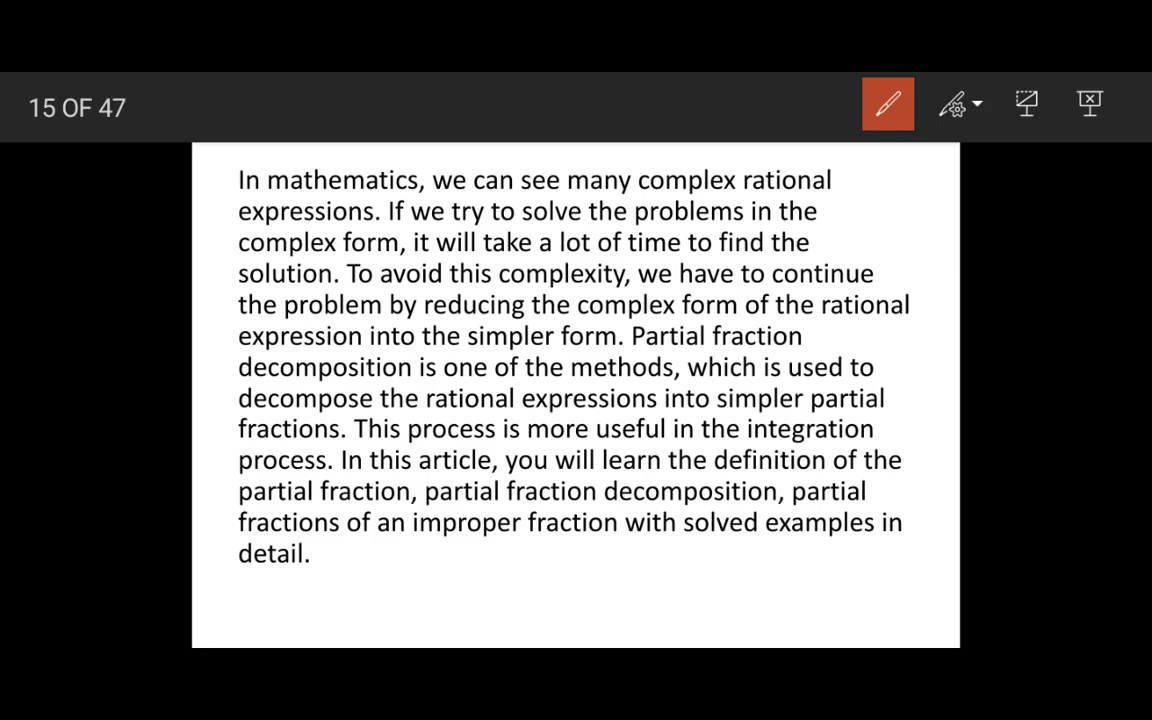 15 OF 47
In mathematics, we can see many complex rational
expressions. If we try to solve the problems in the
complex form, it will take a lot of time to find the
solution. To avoid this complexity, we have to continue
the problem by reducing the complex form of the rational
expression into the simpler form. Partial fraction
decomposition is one of the methods, which is used to
decompose the rational expressions into simpler partial
fractions. This process is more useful in the integration
process. In this article, you will learn the definition of the
partial fraction, partial fraction decomposition, partial
fractions of an improper fraction with solved examples in
detail.